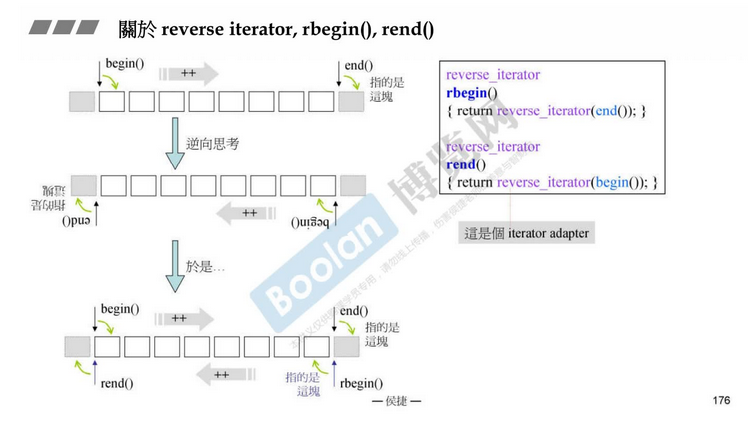 關於 reverse iterator, rbegin(), rend()
begin()
++
end()
指的是
這塊
逆向思考
指的是
這塊
end()
++
begin()
於是…
begin()
++
end()
指的是
這塊
rend()
++
指的是
這塊
rbegin()
reverse_iterator
rbegin()
{ return reverse_iterator(end()); }
reverse_iterator
rend()
{ return reverse_iterator(begin()); }
這是個 iterator adapter
Boolan 博览网
— 侯捷 —
176